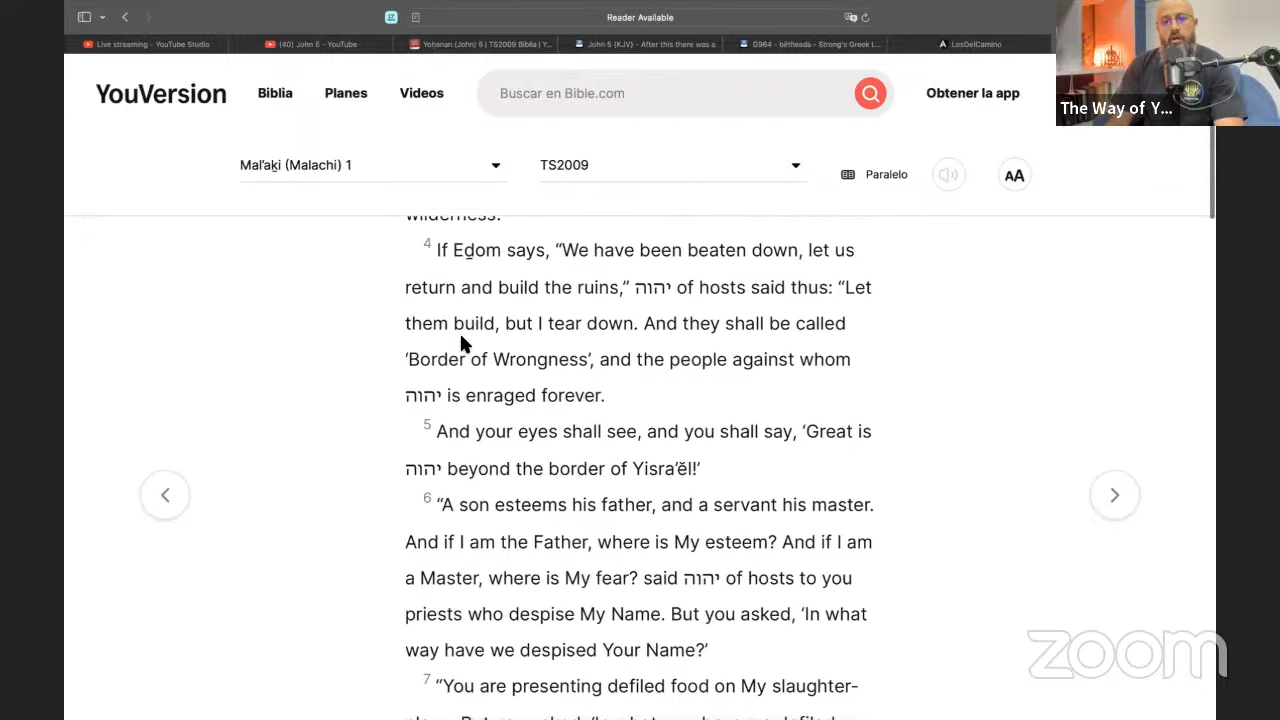 Reader Available
Live streaming - YouTube Studio
(40) John 5 - YouTube
Yoḥanan (John) 5 | TS2009 Biblia | Y...
John 5 (KJV) - After this there was a
G964 - bēthesda - Strong's Greek L...
LosDelCamino
YouVersion
Biblia
Planes
Videos
Buscar en Bible.com
Obtener la app
The Way of Y...
Mal’aḵi (Malachi) 1
TS2009
Paralelo
AA
wilderness.”
4 If Eḏom says, “We have been beaten down, let us
return and build the ruins,” יהוה of hosts said thus: “Let
them build, but I tear down. And they shall be called
‘Border of Wrongness’, and the people against whom
יהוה is enraged forever.
5 And your eyes shall see, and you shall say, ‘Great is
יהוה beyond the border of Yisra’ĕl!’
6 “A son esteems his father, and a servant his master.
And if I am the Father, where is My esteem? And if I am
a Master, where is My fear? said יהוה of hosts to you
priests who despise My Name. But you asked, ‘In what
way have we despised Your Name?’
7 “You are presenting defiled food on My slaughter-
zoom